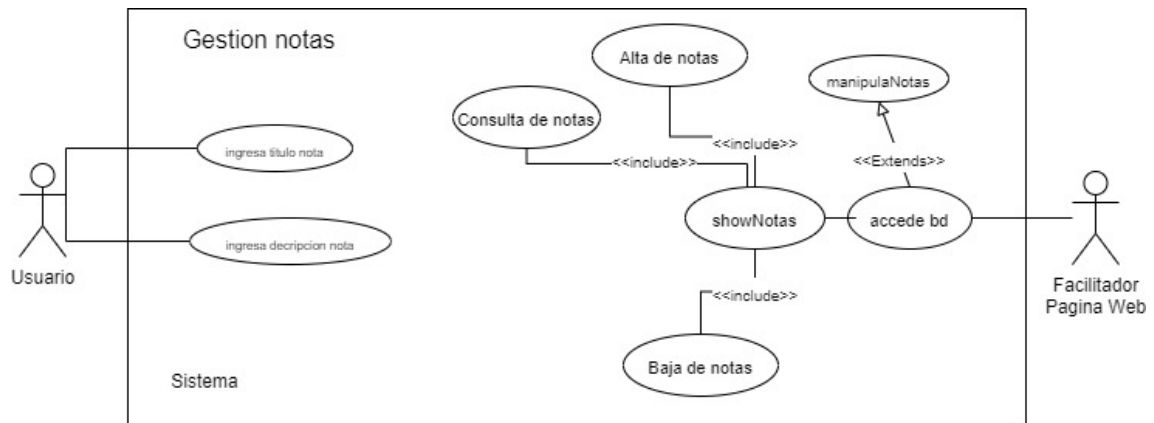 Gestion notas
Alta de notas
manipulaNotas
Consulta de notas
<<include>>
ingresa titulo nota
<<include>>
<<Extends>>
showNotas
accede bd
ingresa decripcion nota
Usuario
Facilitador
Pagina Web
<<include>>
Baja de notas
Sistema